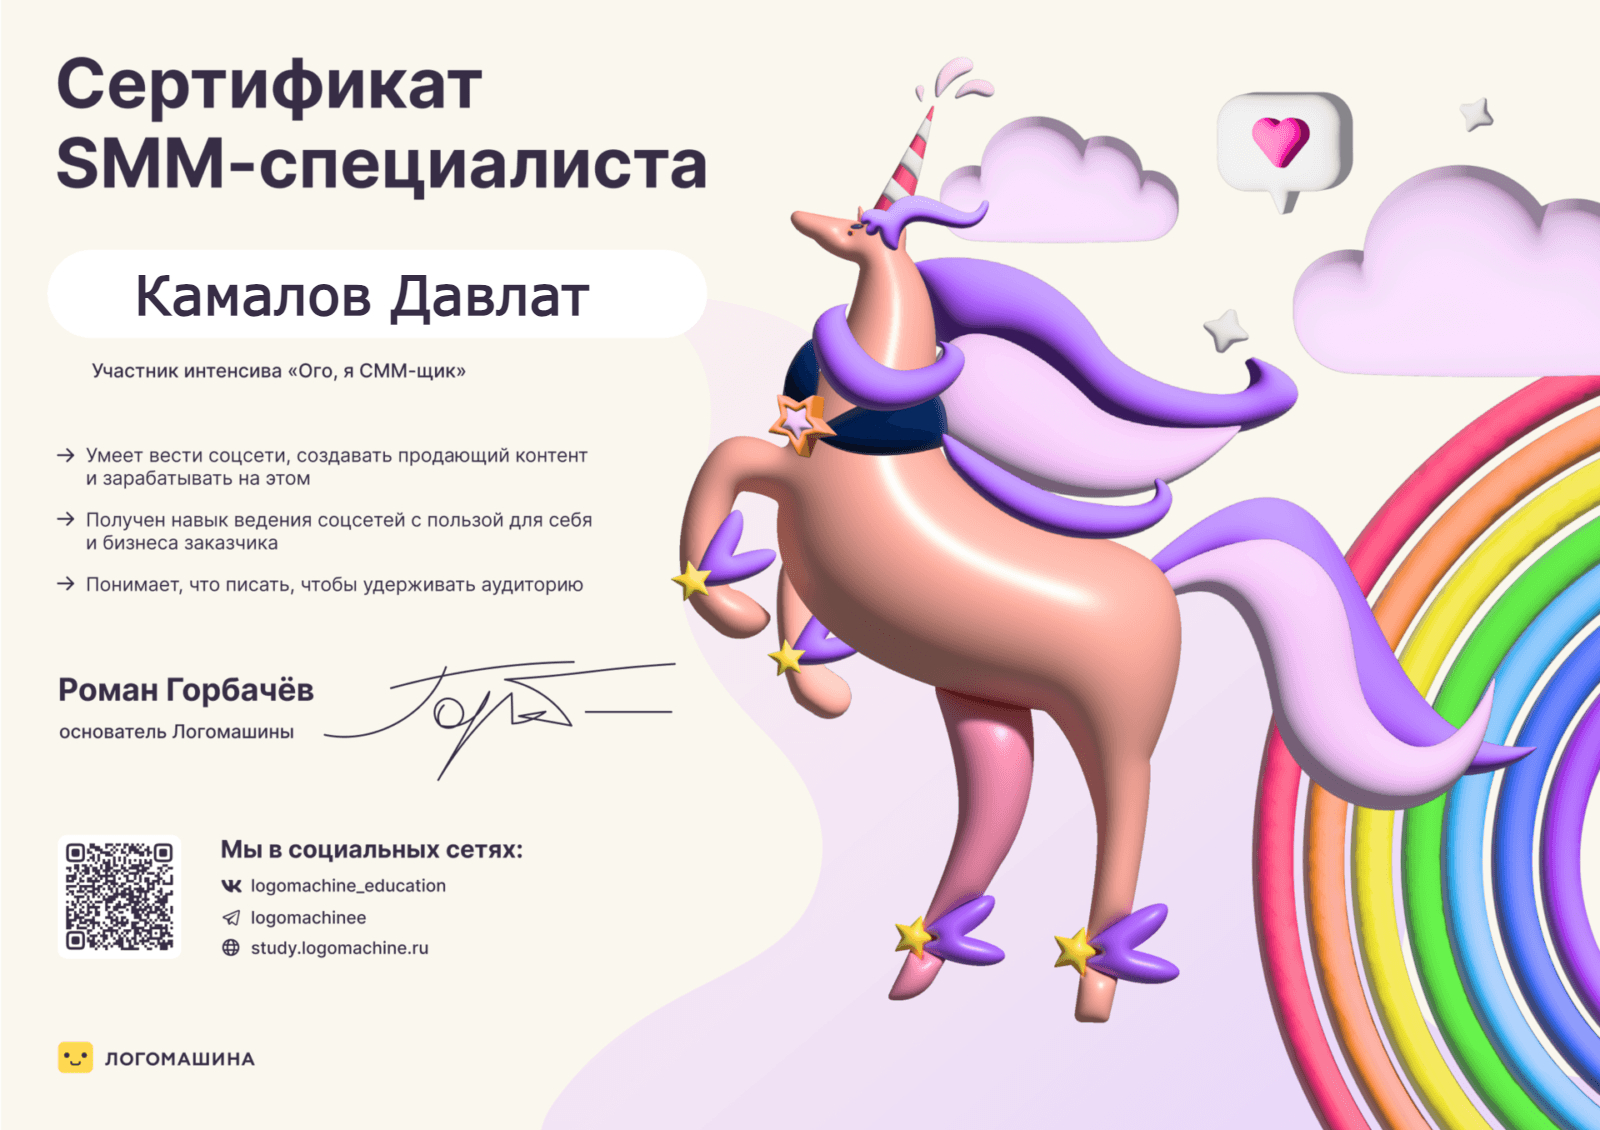 Сертификат
SMM-специалиста
Камалов Давлат
Участник интенсива «Ого, я СММ-щик»
→ Умеет вести соцсети, создавать продающий контент
и зарабатывать на этом
→ Получен навык ведения соцсетей с пользой для себя
и бизнеса заказчика
→ Понимает, что писать, чтобы удерживать аудиторию
Роман Горбачёв
основатель Логомашины
Мы в социальных сетях:
logomachine_education
logomachinee
study.logomachine.ru
ЛОГОМАШИНА